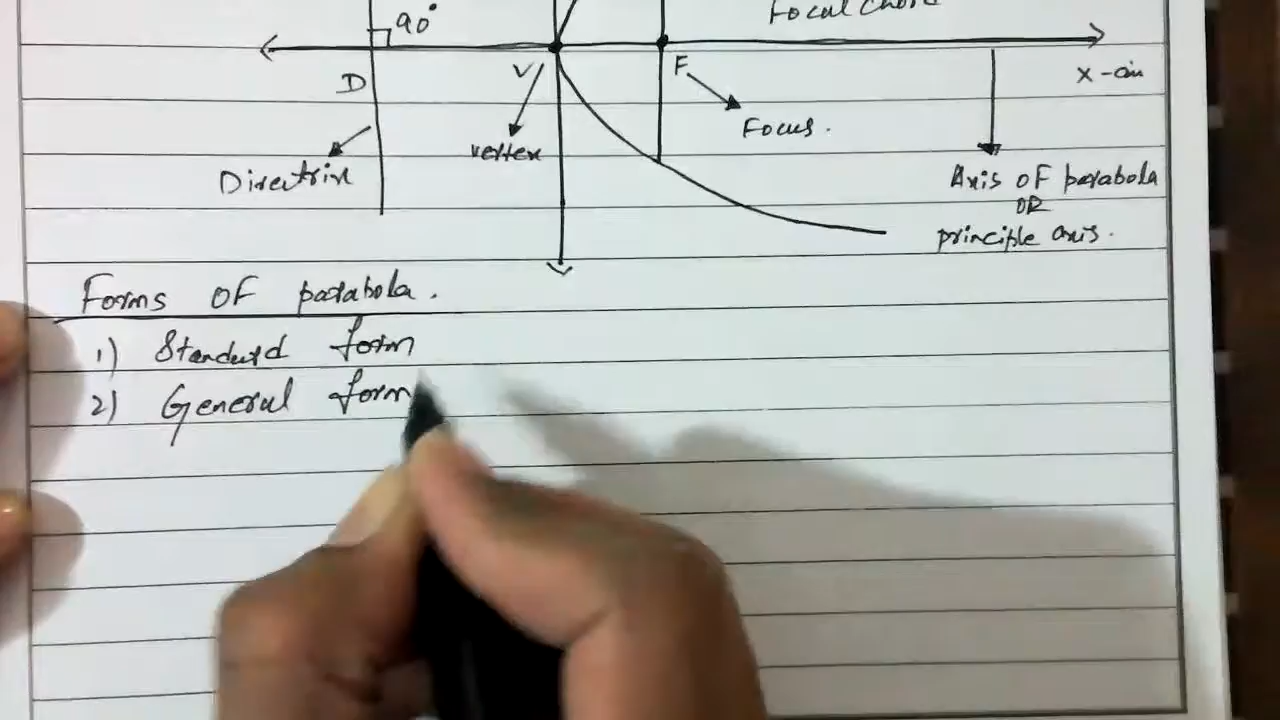 Focal Chord
90°
V
F
X-axis
D
Focus.
vertex
Directrix
Axis OF parabola
OR
principle axis.
Forms OF parabola.
1) Standard form
2) General form